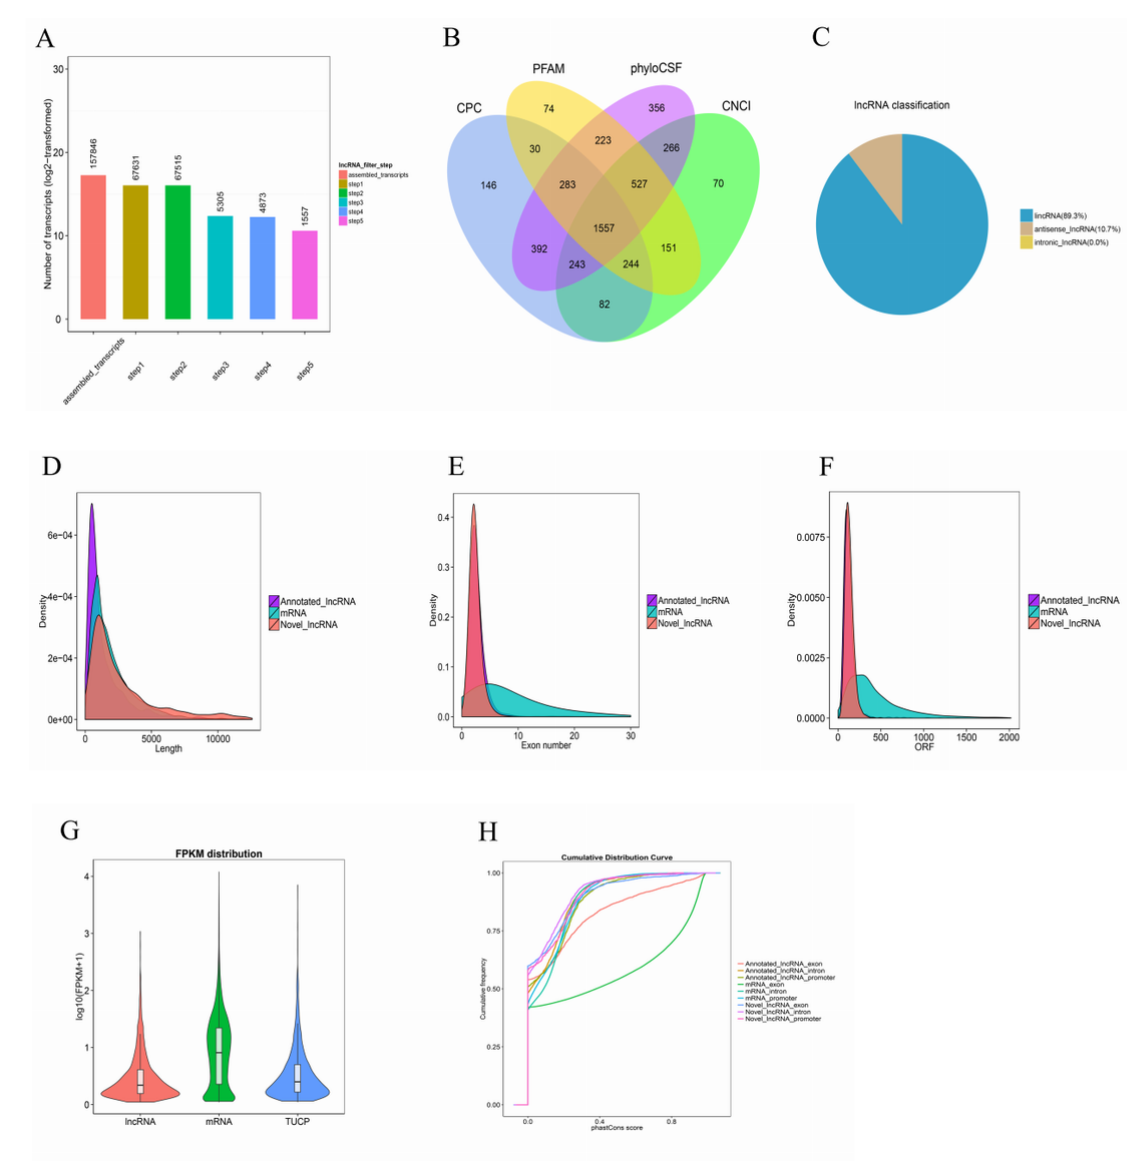 A
Number of transcripts (log2−transformed)
30
20
10
0
157846
67631
67515
5305
4873
1557
assembled_transcripts
step1
step2
step3
step4
step5
lncRNA_filter_step
assembled_transcripts
step1
step2
step3
step4
step5
B
CPC
PFAM
phyloCSF
CNCI
74
356
30
223
266
146
283
527
70
1557
392
151
243
244
82
C
lncRNA classification
lincRNA(89.3%)
antisense_lncRNA(10.7%)
intronic_lncRNA(0.0%)
D
Density
6e−04
4e−04
2e−04
0e+00
0
5000
10000
Length
Annotated_lncRNA
mRNA
Novel_lncRNA
E
Density
0.4
0.3
0.2
0.1
0.0
0
10
20
30
Exon number
Annotated_lncRNA
mRNA
Novel_lncRNA
F
Density
0.0075
0.0050
0.0025
0.0000
0
500
1000
1500
2000
ORF
Annotated_lncRNA
mRNA
Novel_lncRNA
G
FPKM distribution
log10(FPKM+1)
4
3
2
1
0
lncRNA
mRNA
TUCP
H
Cumulative Distribution Curve
Cumulative frequency
1.00
0.75
0.50
0.25
0.00
0.0
0.4
0.8
phastCons score
Annotated_lncRNA_exon
Annotated_lncRNA_intron
Annotated_lncRNA_promoter
mRNA_exon
mRNA_intron
mRNA_promoter
Novel_lncRNA_exon
Novel_lncRNA_intron
Novel_lncRNA_promoter